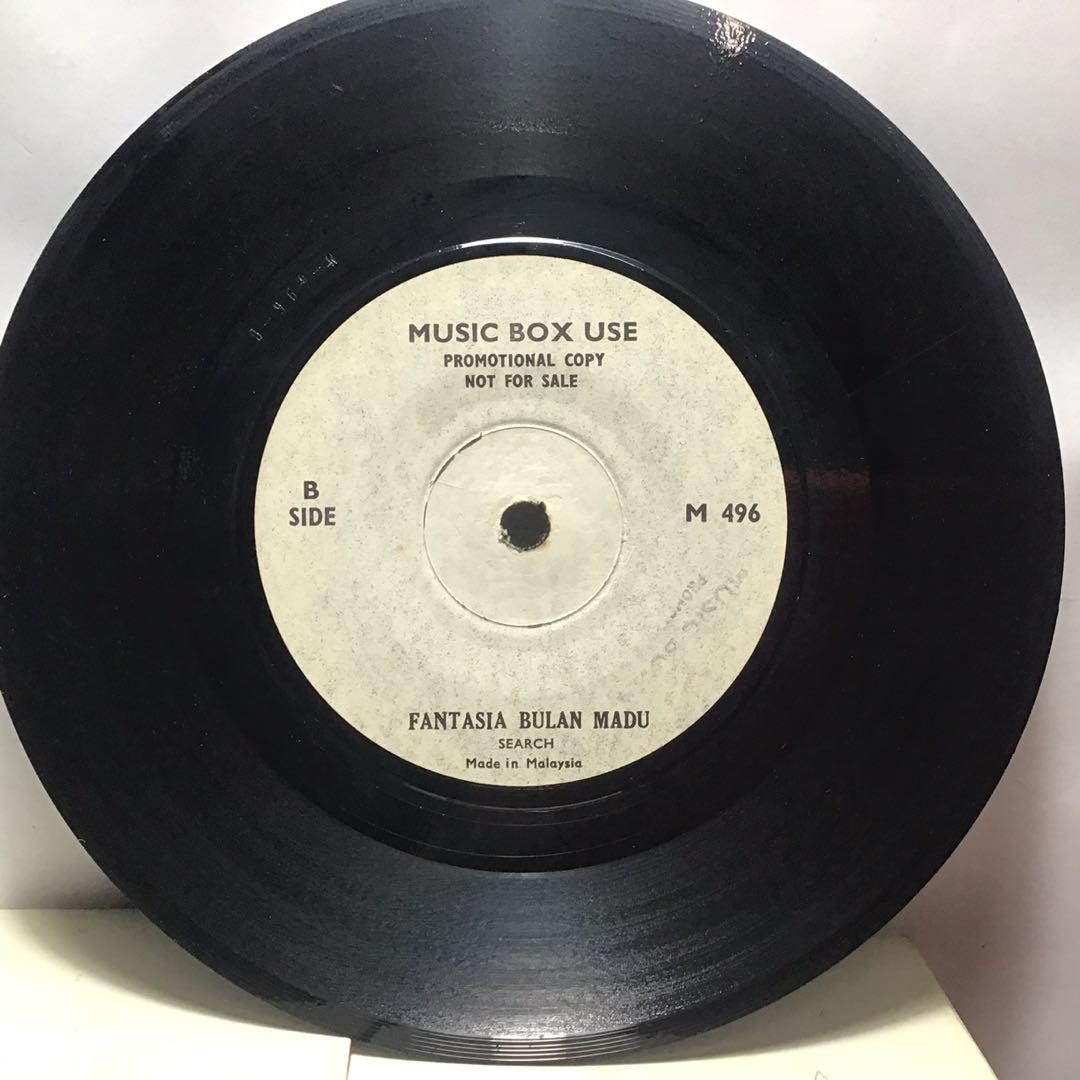 MUSIC BOX USE
PROMOTIONAL COPY
NOT FOR SALE
B
SIDE
M 496
FANTASIA BULAN MADU
SEARCH
Made in Malaysia